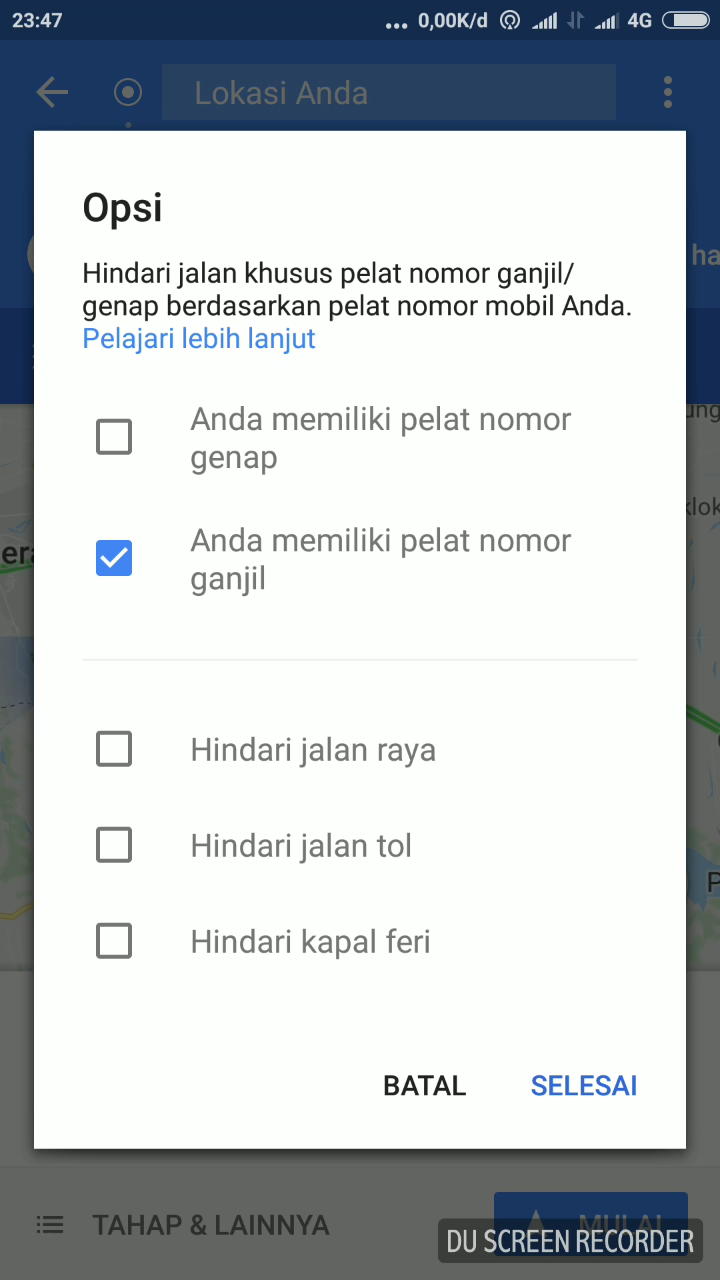 23:47
... 0,00K/d
4G
Lokasi Anda
ha
Opsi
Hindari jalan khusus pelat nomor ganjil/
genap berdasarkan pelat nomor mobil Anda.
Pelajari lebih lanjut
Anda memiliki pelat nomor
genap
Anda memiliki pelat nomor
ganjil
Hindari jalan raya
Hindari jalan tol
Hindari kapal feri
BATAL
SELESAI
TAHAP & LAINNYA
MULAI
DU SCREEN RECORDER